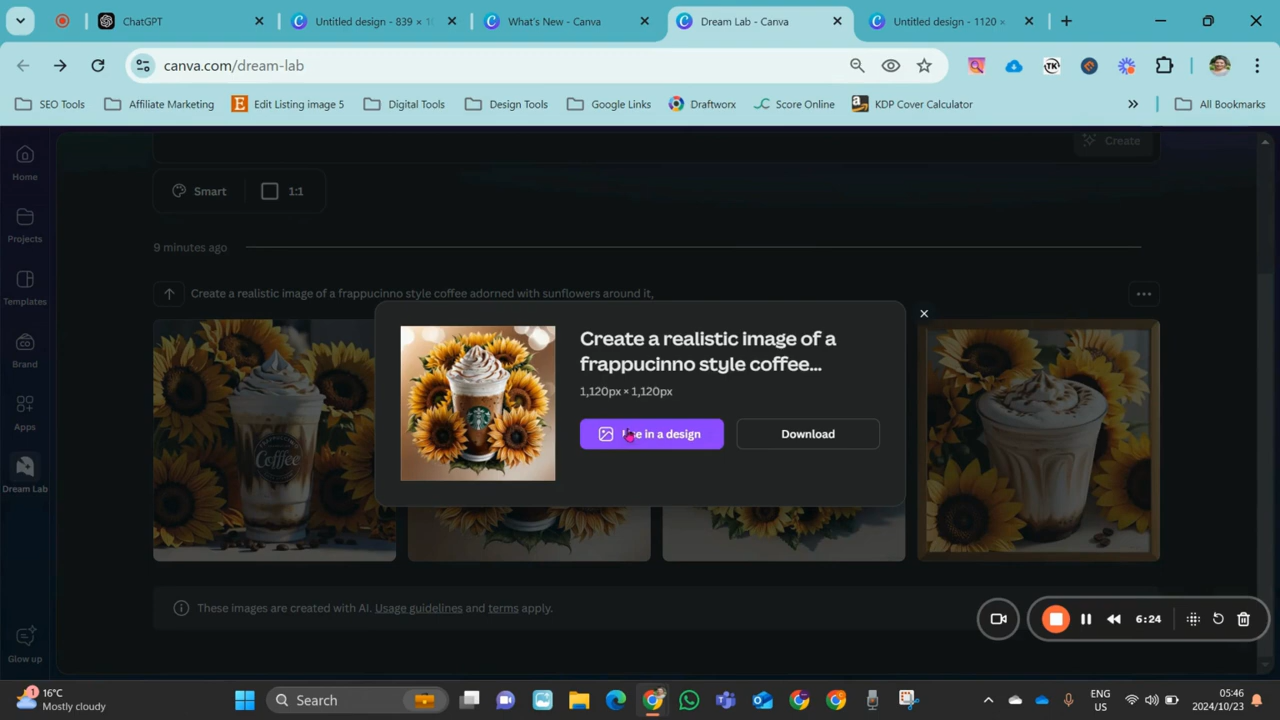 ChatGPT
Untitled design - 839 × 1
What's New - Canva
Dream Lab - Canva
Untitled design - 1120 ×
canva.com/dream-lab
SEO Tools
Affiliate Marketing
Edit Listing image 5
Digital Tools
Design Tools
Google Links
Draftworx
Score Online
KDP Cover Calculator
All Bookmarks
Home
Projects
Templates
Brand
Apps
Dream Lab
Glow up
Create
Smart
1:1
9 minutes ago
Create a realistic image of a frappucinno style coffee adorned with sunflowers around it,
Coffee
Create a realistic image of a
frappucinno style coffee...
1,120px × 1,120px
in a design
Download
These images are created with AI. Usage guidelines and terms apply.
6:24
1
16°C
Mostly cloudy
Search
ENG
US
05:46
2024/10/23